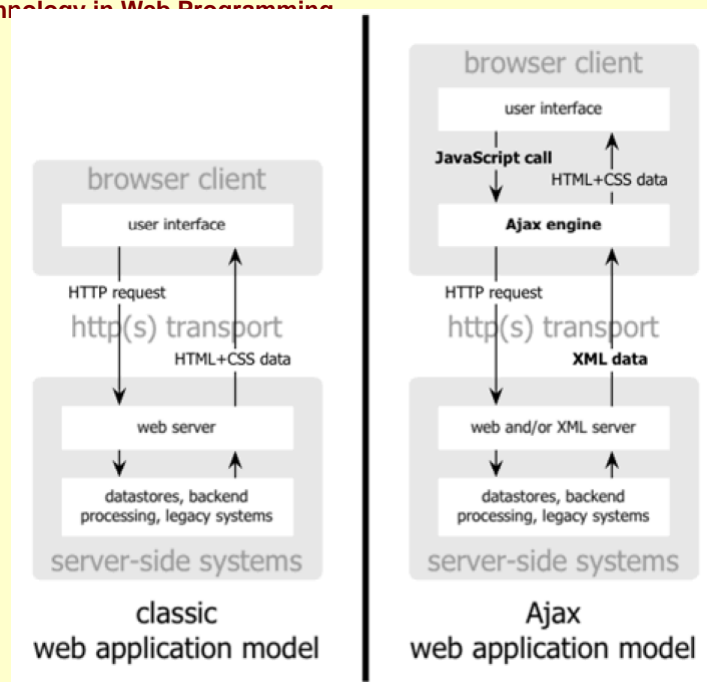 in Web Programming
browser client
user interface
HTTP request
http(s) transport
HTML+CSS data
web server
datastores, backend
processing, legacy systems
server-side systems
classic
web application model
browser client
user interface
JavaScript call
HTML+CSS data
Ajax engine
HTTP request
http(s) transport
XML data
web and/or XML server
datastores, backend
processing, legacy systems
server-side systems
Ajax
web application model